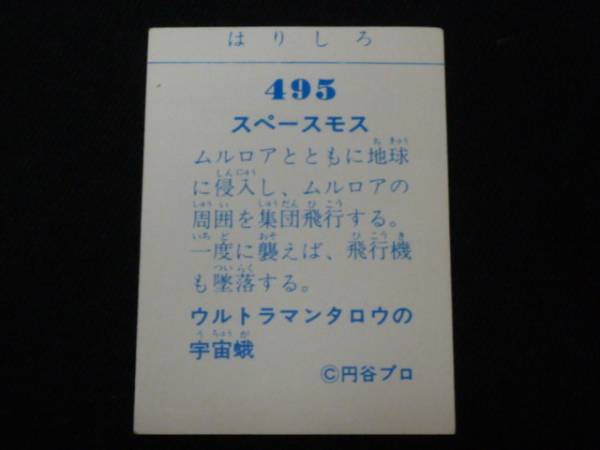 はりしろ
495
スペースモス
ムルロアとともに地球
に侵入し、ムルロアの
周囲を集団飛行する。
一度に襲えば、飛行機
も墜落する。
ウルトラマンタロウの
宇宙蛾
©円谷プロ